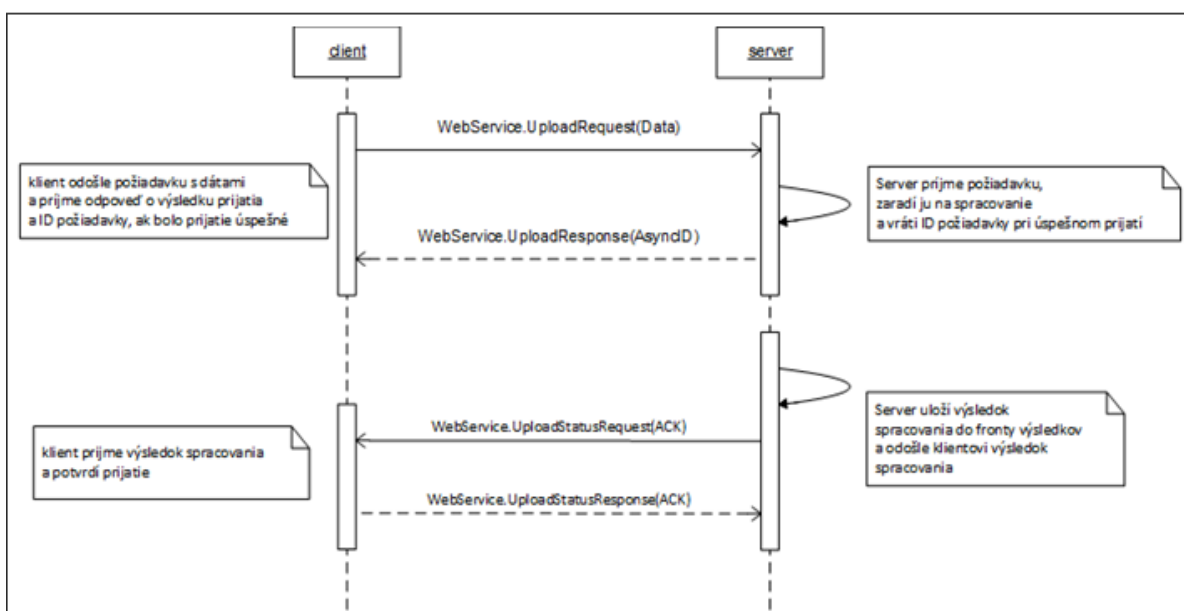 client
server
WebService.UploadRequest(Data)
klient odošle požiadavku s dátami
a prijme odpoveď o výsledku prijatia
a ID požiadavky, ak bolo prijatie úspešné
Server príjme požiadavku,
zaradí ju na spracovanie
a vráti ID požiadavky pri úspešnom prijatí
WebService.UploadResponse(AsyncID)
Server uloží výsledok
spracovania do fronty výsledkov
a odošle klientovi výsledok
spracovania
WebService.UploadStatusRequest(ACK)
klient prijme výsledok spracovania
a potvrdí prijatie
WebService.UploadStatusResponse(ACK)